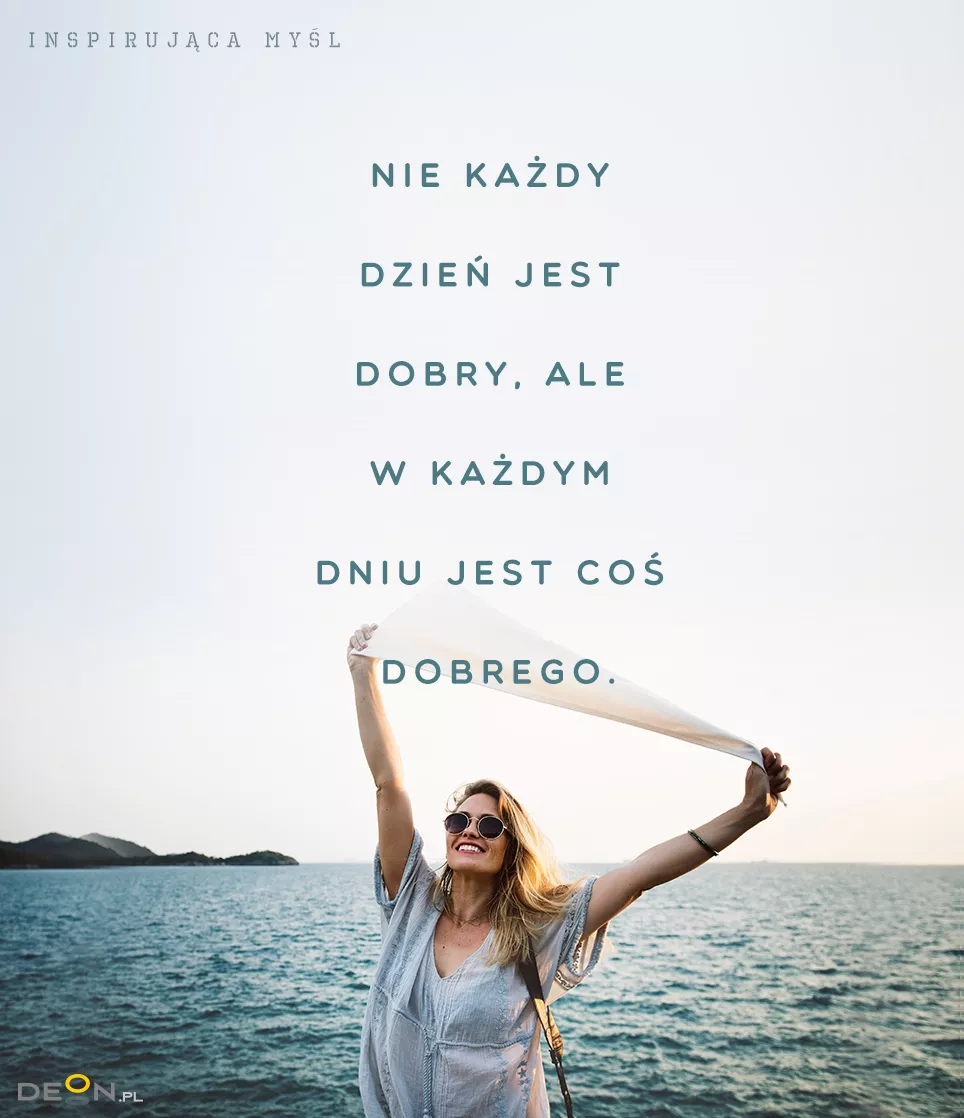 INSPIRUJĄCA MYŚL
NIE KAŻDY
DZIEŃ JEST
DOBRY, ALE
W KAŻDYM
DNIU JEST COŚ
DOBREGO.
DEON.PL